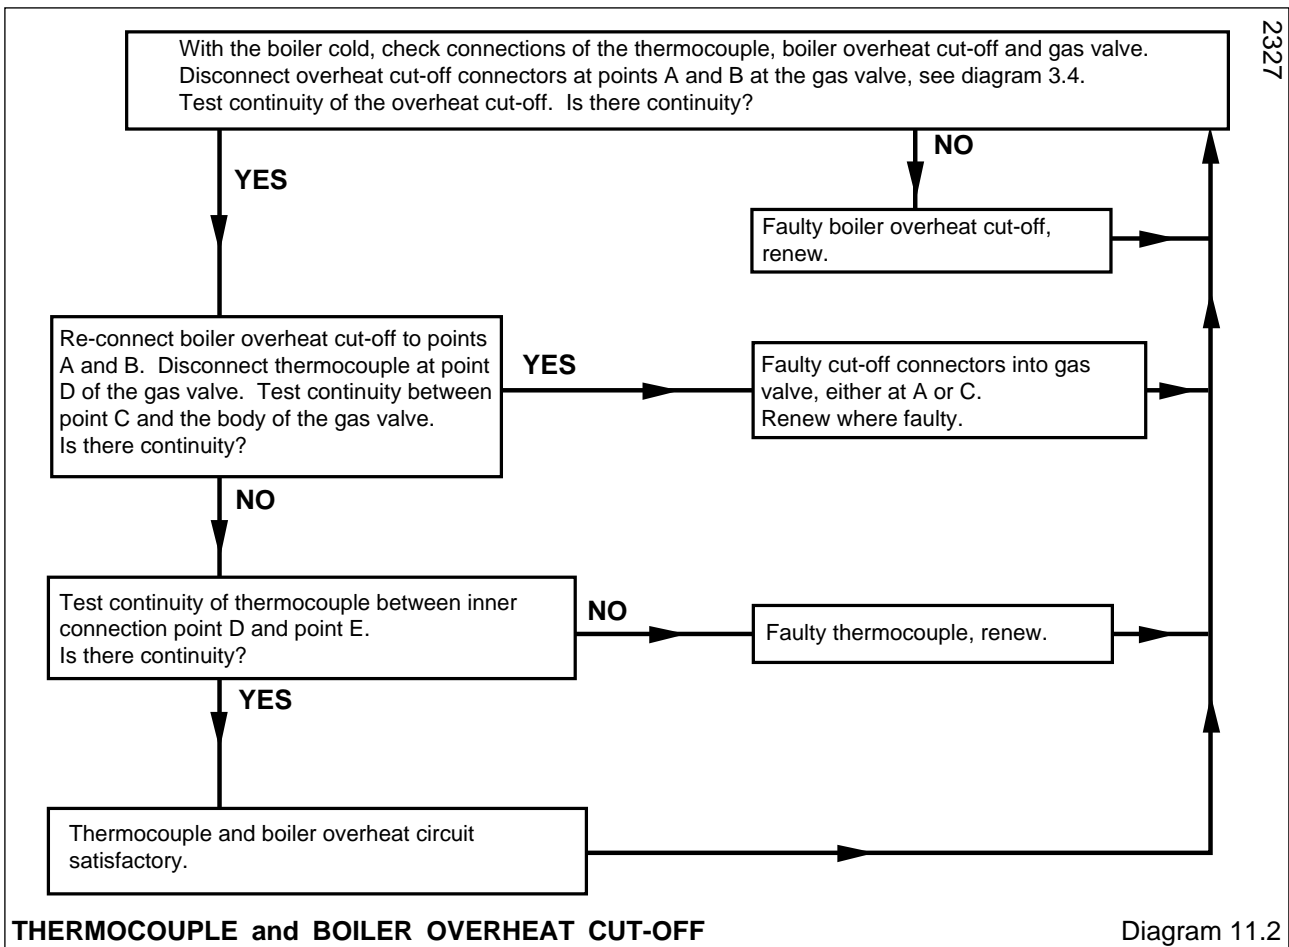 2327
With the boiler cold, check connections of the thermocouple, boiler overheat cut-off and gas valve.
Disconnect overheat cut-off connectors at points A and B at the gas valve, see diagram 3.4.
Test continuity of the overheat cut-off. Is there continuity?
YES
NO
Faulty boiler overheat cut-off,
renew.
Re-connect boiler overheat cut-off to points
A and B. Disconnect thermocouple at point
D of the gas valve. Test continuity between
point C and the body of the gas valve.
Is there continuity?
YES
Faulty cut-off connectors into gas
valve, either at A or C.
Renew where faulty.
NO
Test continuity of thermocouple between inner
connection point D and point E.
Is there continuity?
NO
Faulty thermocouple, renew.
YES
Thermocouple and boiler overheat circuit
satisfactory.
THERMOCOUPLE and BOILER OVERHEAT CUT-OFF
Diagram 11.2